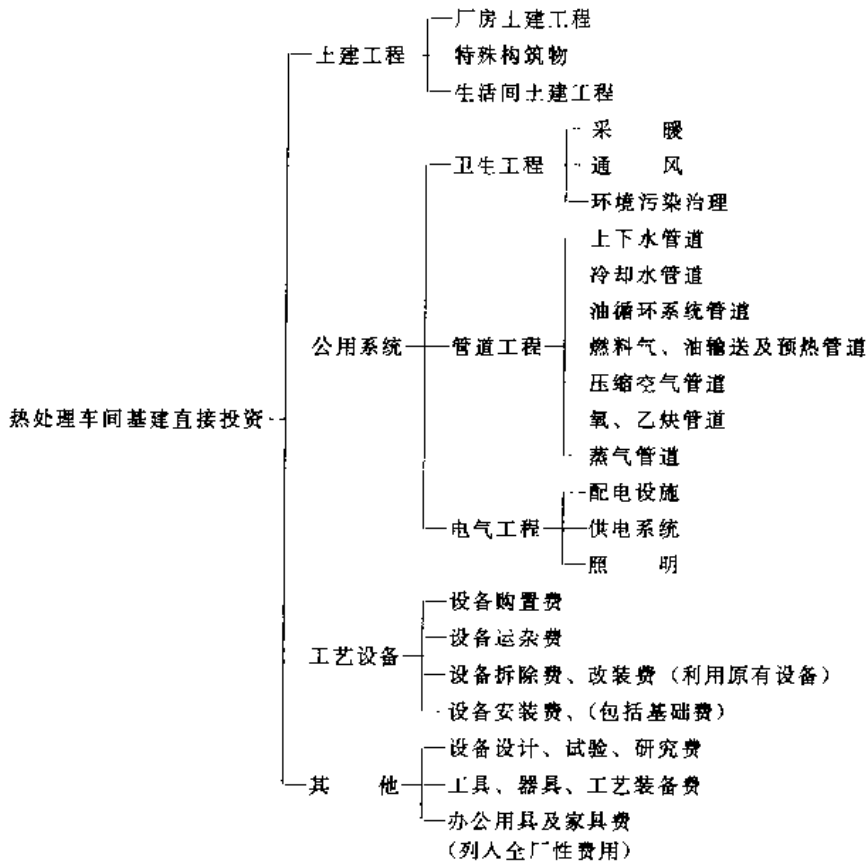 厂房土建工程
土建工程
特殊构筑物
生活间土建工程
采 暖
卫生工程
通 风
环境污染治理
上下水管道
冷却水管道
油循环系统管道
公用系统
管道工程
燃料气、油输送及预热管道
压缩空气管道
热处理车间基建直接投资
氧、乙炔管道
蒸气管道
配电设施
电气工程
供电系统
照 明
设备购置费
设备运杂费
工艺设备
设备拆除费、改装费（利用原有设备）
设备安装费、（包括基础费）
设备设计、试验、研究费
其 他
工具、器具、工艺装备费
办公用具及家具费
（列入全厂性费用）